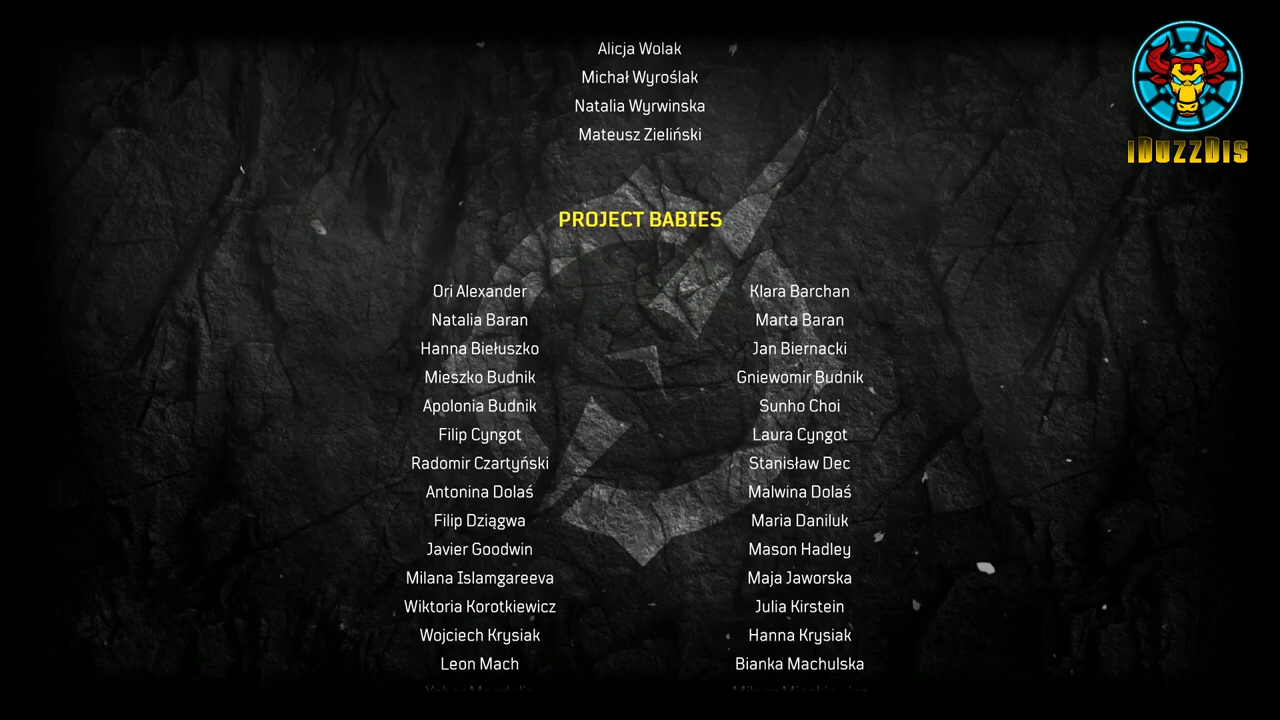 Alicja Wolak
Michał Wyroślak
Natalia Wyrwinska
Mateusz Zieliński
iDuzzDis
PROJECT BABIES
Ori Alexander Klara Barchan
Natalia Baran Marta Baran
Hanna Biełuszko Jan Biernacki
Mieszko Budnik Gniewomir Budnik
Apolonia Budnik Sunho Choi
Filip Cyngot Laura Cyngot
Radomir Czartyński Stanisław Dec
Antonina Dolaś Malwina Dolaś
Filip Dziągwa Maria Daniluk
Javier Goodwin Mason Hadley
Milana Islamgareeva Maja Jaworska
Wiktoria Korotkiewicz Julia Kirstein
Wojciech Krysiak Hanna Krysiak
Leon Mach Bianka Machulska